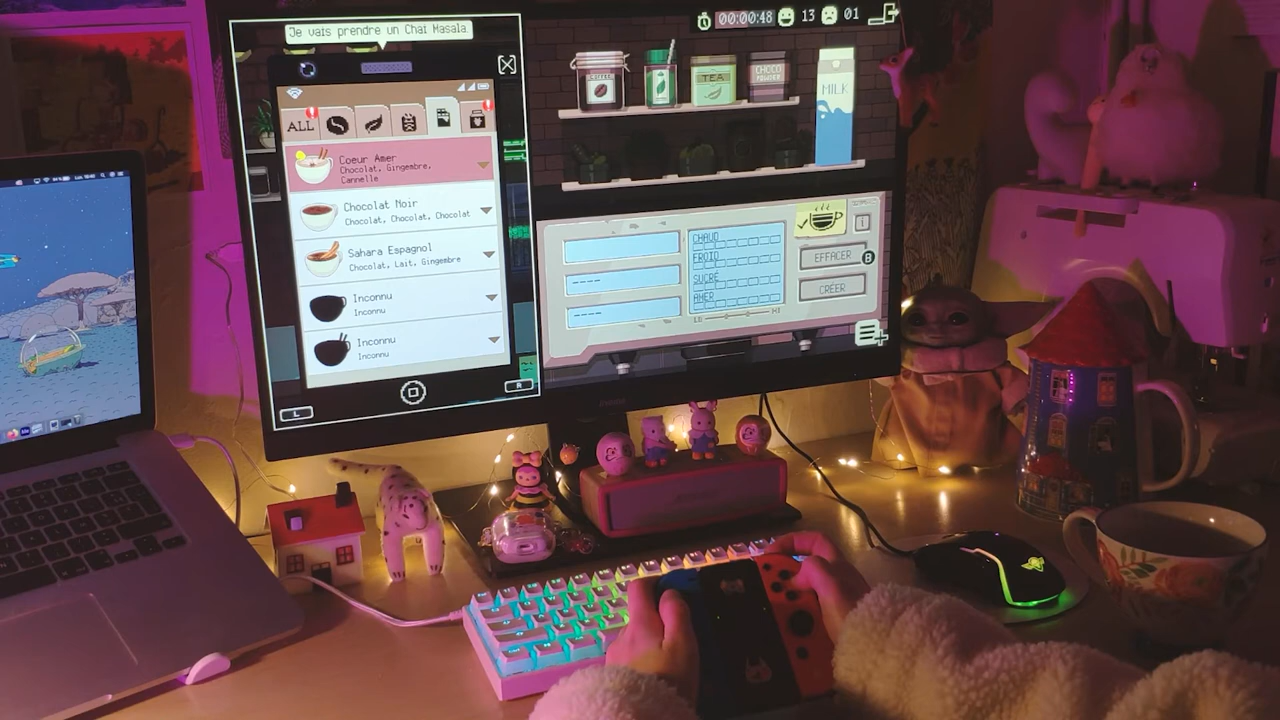 Je vais prendre un Chai Masala.
00:00:48
13
01
ALL
Coeur Amer
Chocolat, Gingembre,
Cannelle
Chocolat Noir
Chocolat, Chocolat, Chocolat
Sahara Espagnol
Chocolat, Lait, Gingembre
Inconnu
Inconnu
Inconnu
Inconnu
L
R
COFFEE
TEA
CHOCO
POWDER
MILK
CHAUD
FROID
SUCRÉ
AMER
EFFACER
B
CRÉER